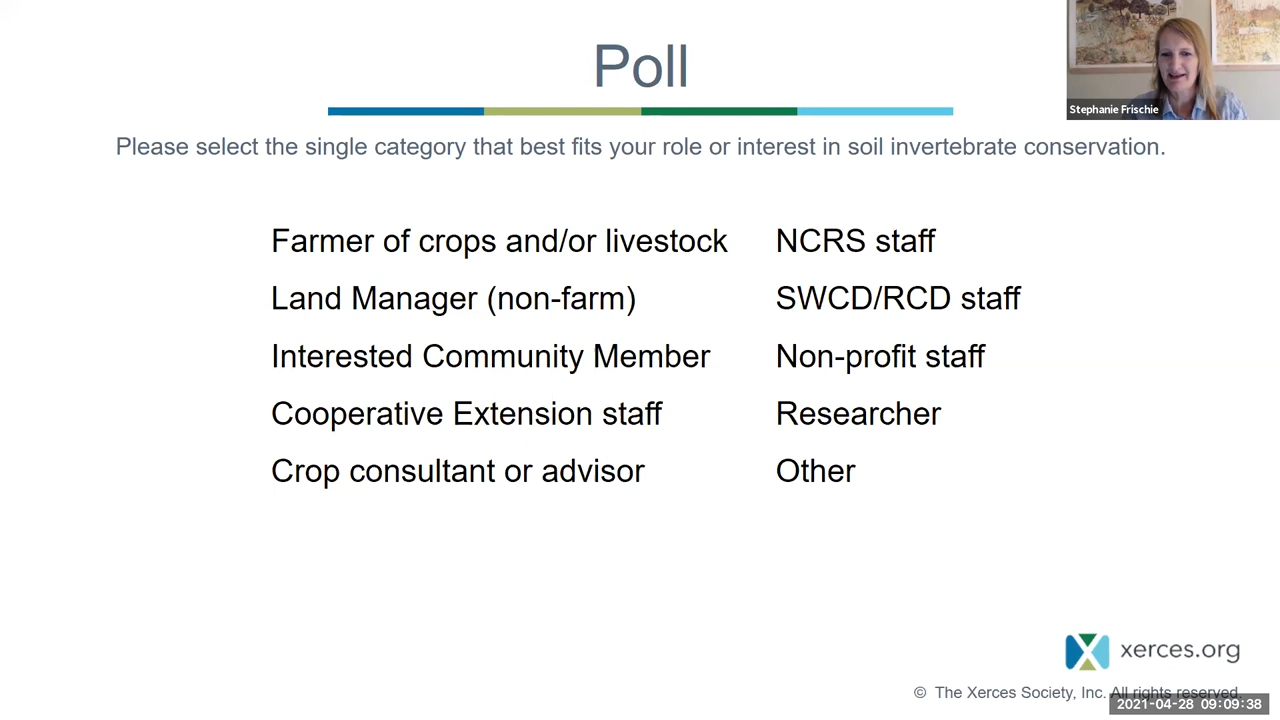 Poll
Stephanie Frischie
Please select the single category that best fits your role or interest in soil invertebrate conservation.
Farmer of crops and/or livestock
Land Manager (non-farm)
Interested Community Member
Cooperative Extension staff
Crop consultant or advisor
NCRS staff
SWCD/RCD staff
Non-profit staff
Researcher
Other
xerces.org
© The Xerces Society, Inc. All rights reserved.
2021-04-28 09:09:38